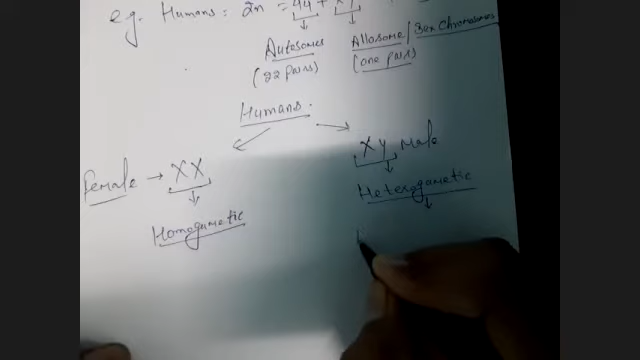 e.g. Humans: 2n = 44 + XY
Autosomes Allosome/Sex Chromosomes
(22 pairs) (one pair)
Humans.
Female → XX XY Male
Homogametic Heterogametic